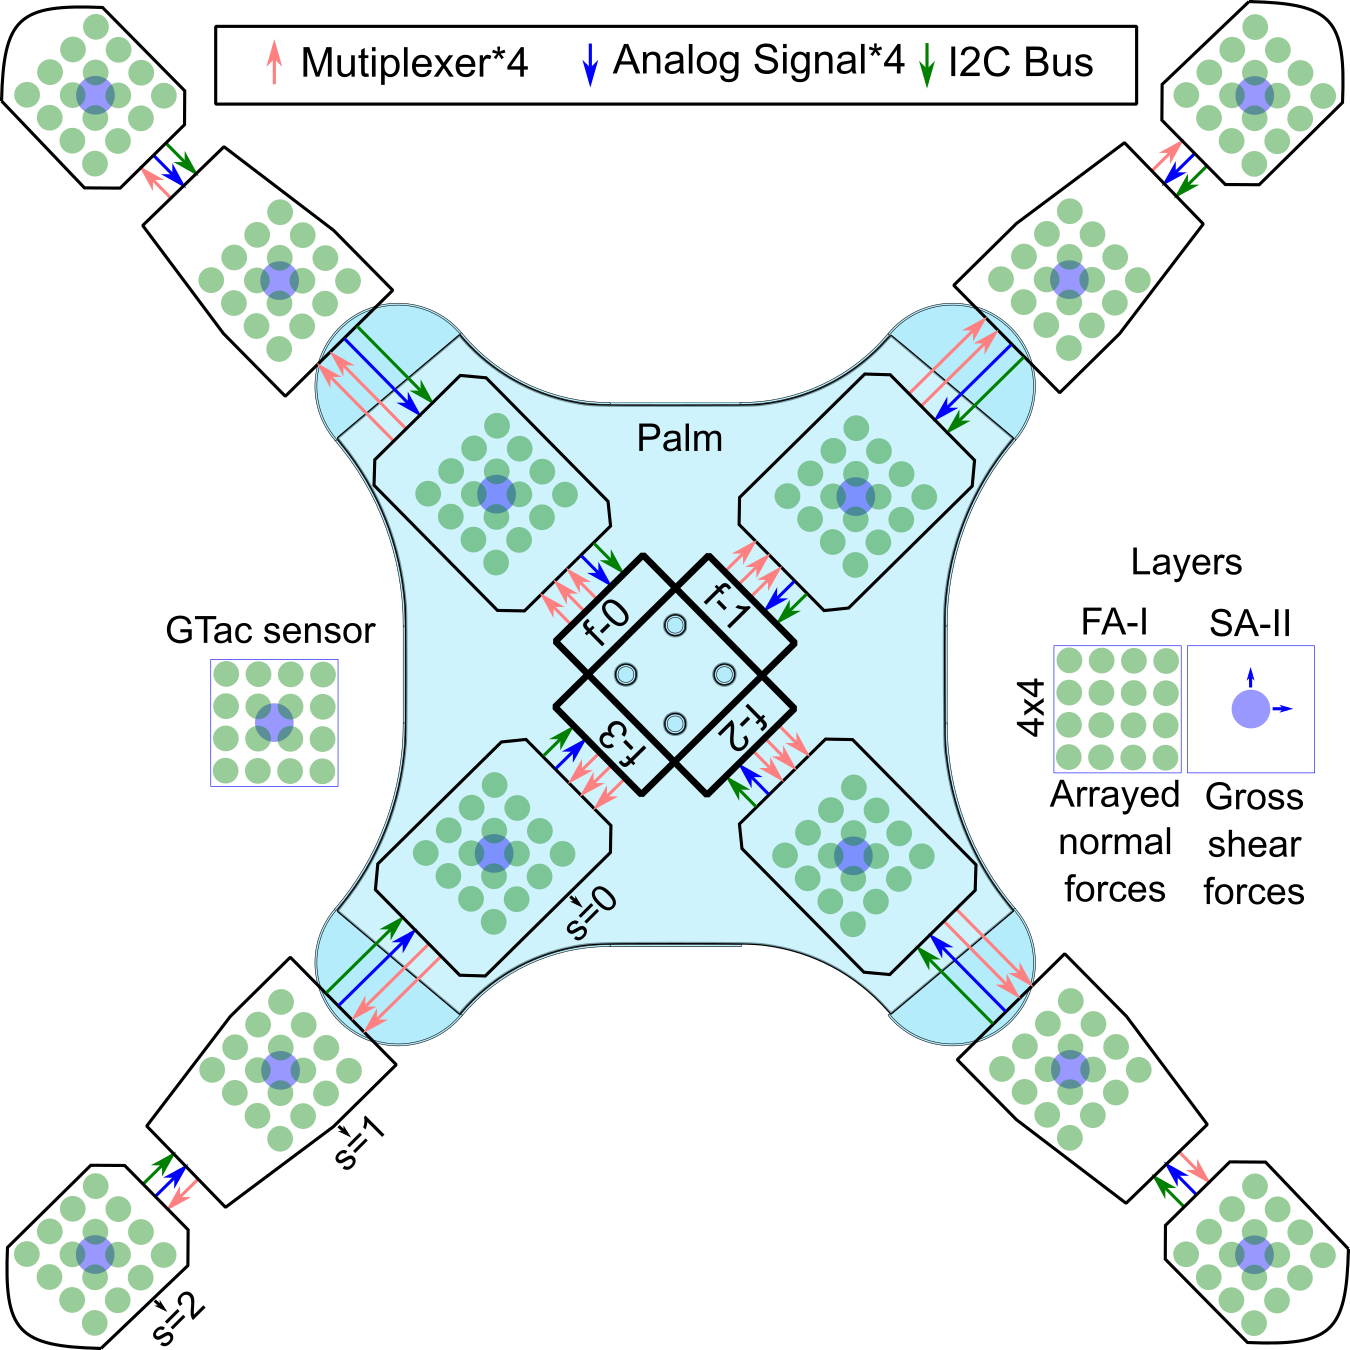 Mutiplexer*4
Analog Signal*4
I2C Bus
Palm
f-0
f-1
f-2
f-3
GTac sensor
Layers
FA-I
SA-II
4x4
Arrayed
normal
forces
Gross
shear
forces
s=0
s=1
s=2